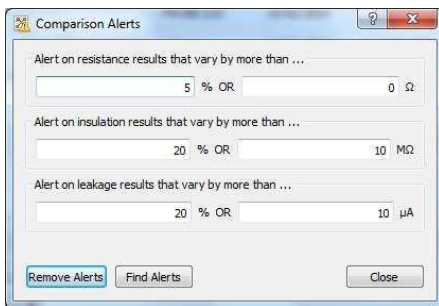 Comparison Alerts
?
X
Alert on resistance results that vary by more than ...
5 % OR 0 Ω
Alert on insulation results that vary by more than ...
20 % OR 10 MΩ
Alert on leakage results that vary by more than ...
20 % OR 10 µA
Remove Alerts Find Alerts Close